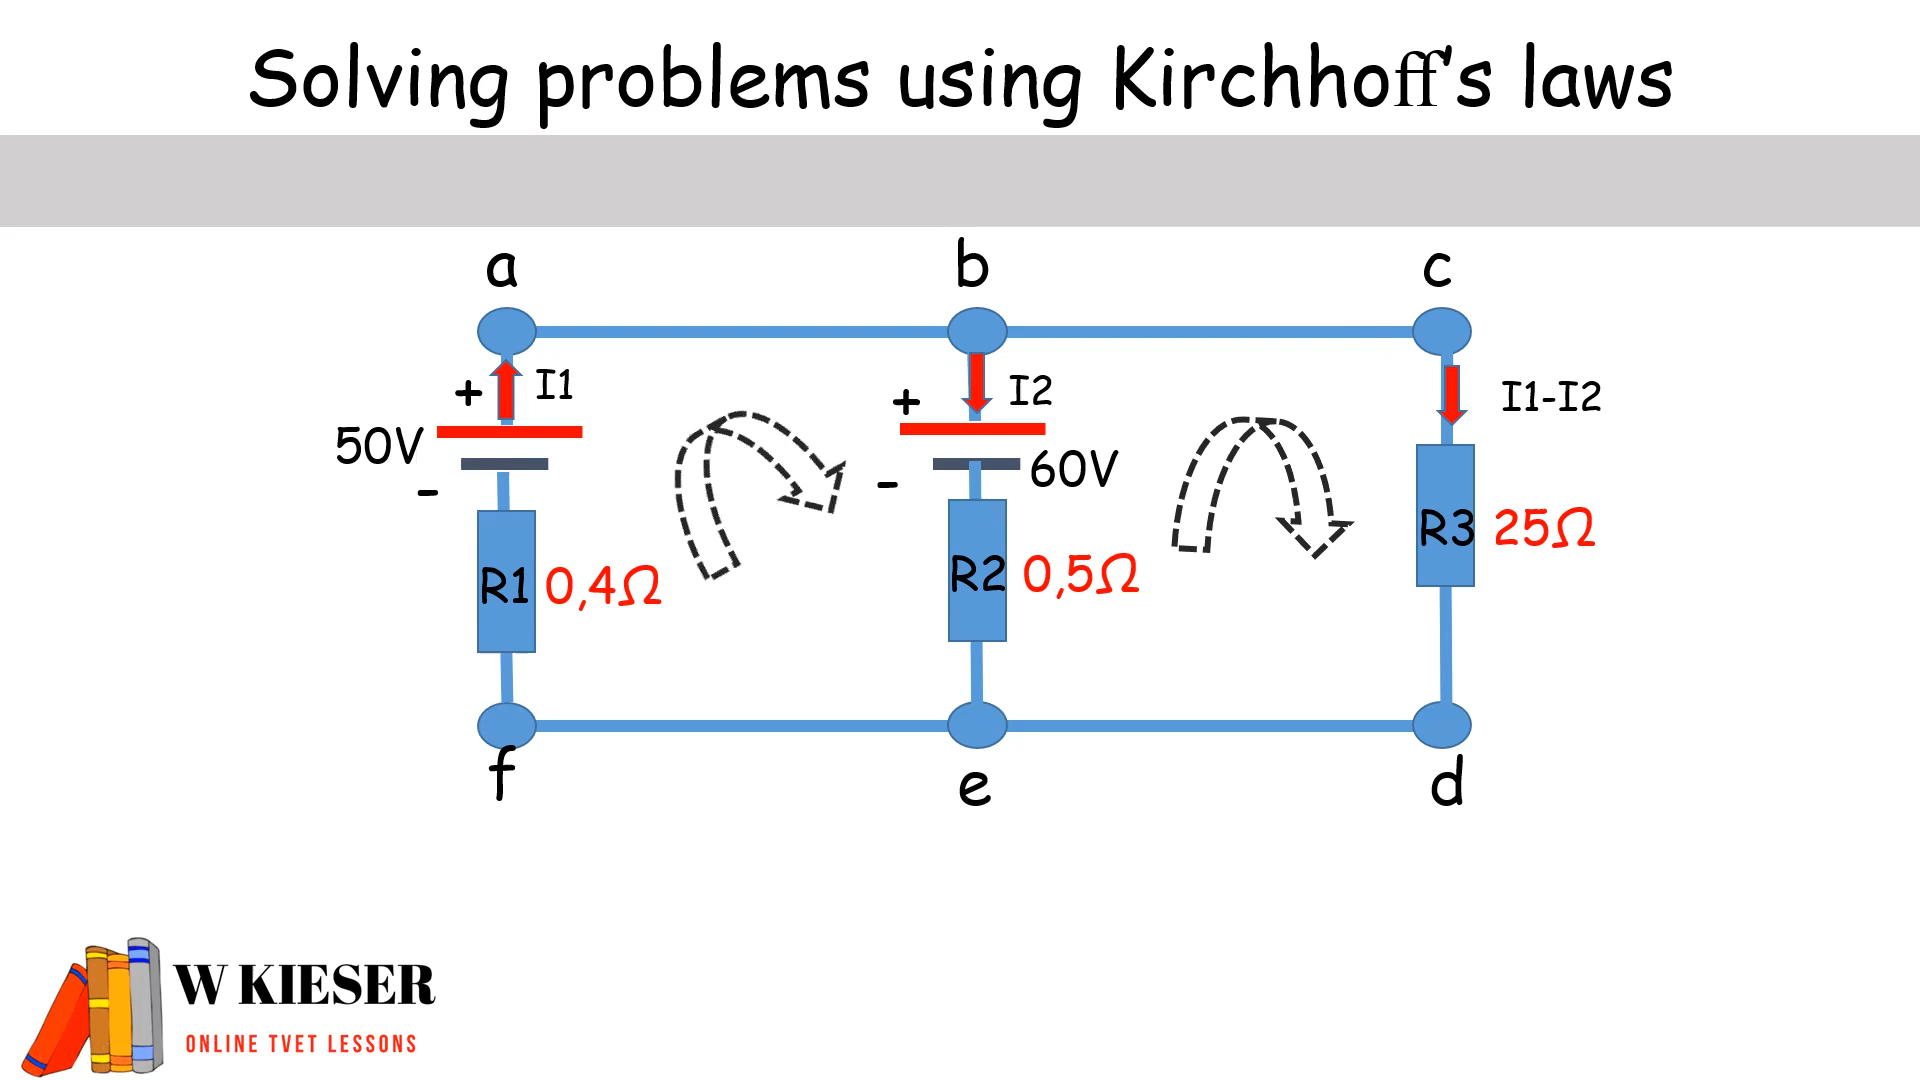 Solving problems using Kirchhoff's laws
a
b
c
+
I1
+
I2
I1-I2
50V
-
-
60V
R1
0,4Ω
R2
0,5Ω
R3
25Ω
f
e
d
W KIESER
ONLINE TVET LESSONS